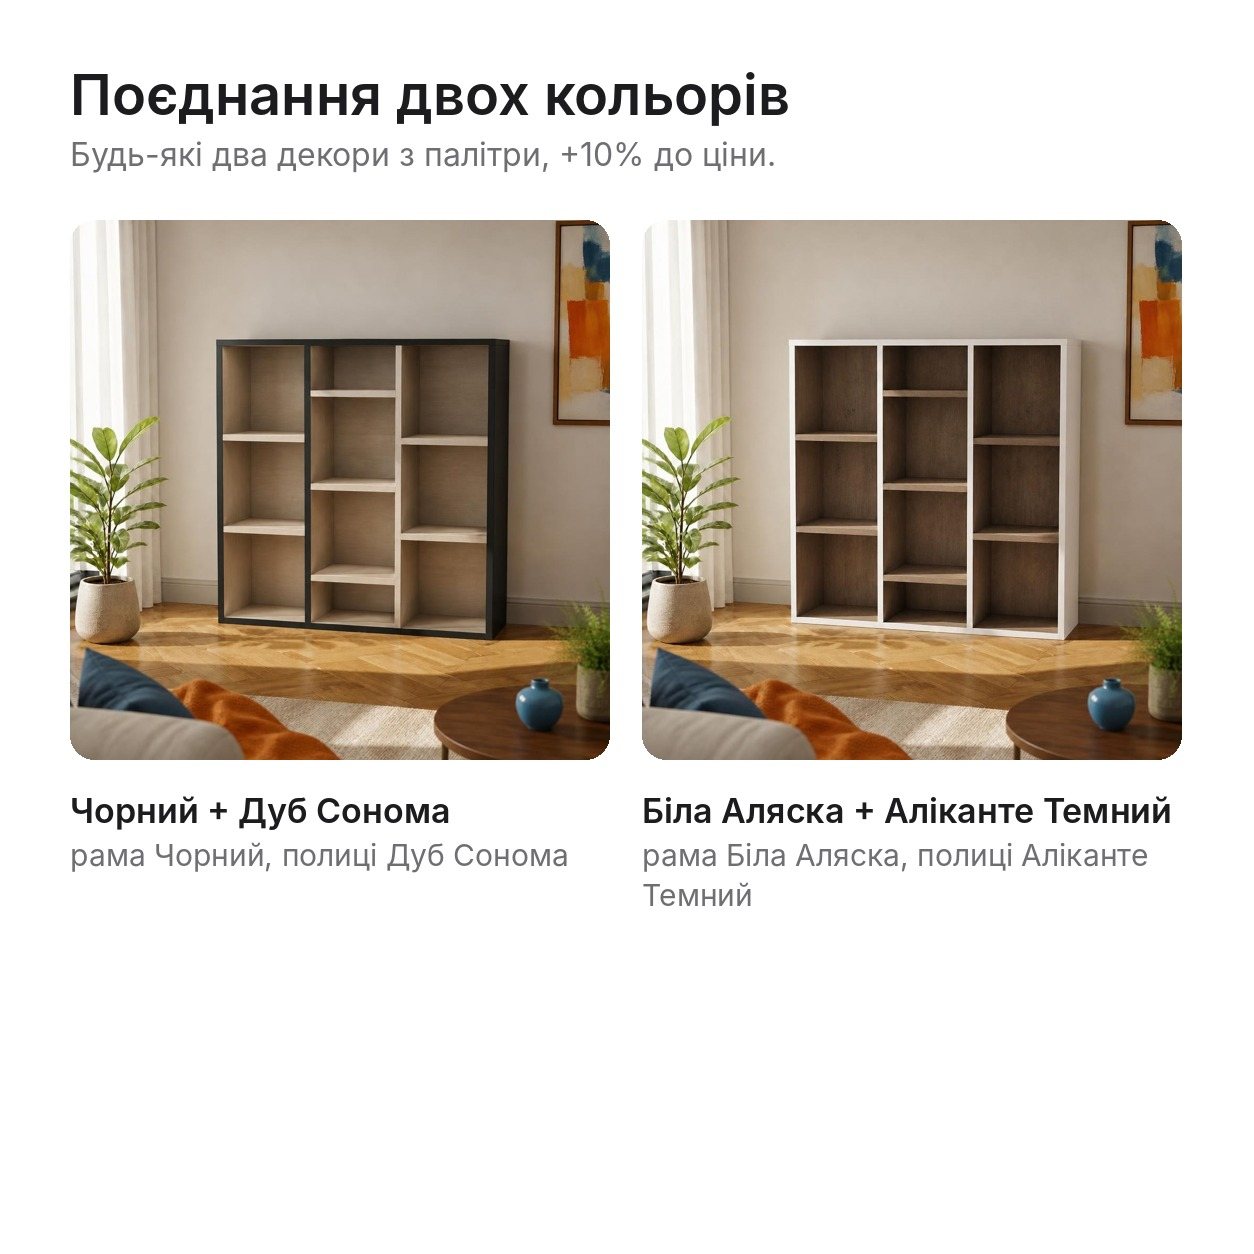 Поєднання двох кольорів
Будь-які два декори з палітри, +10% до ціни.
Чорний + Дуб Сонома
рама Чорний, полиці Дуб Сонома
Біла Аляска + Аліканте Темний
рама Біла Аляска, полиці Аліканте
Темний